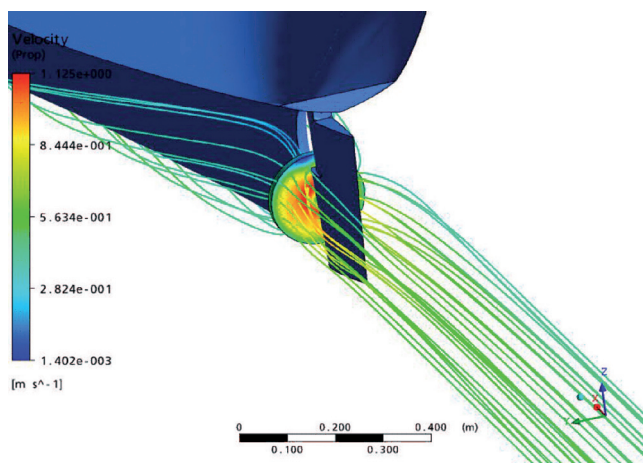 Velocity
(Prop)
1.125e+000
8.444e-001
5.634e-001
2.824e-001
1.402e-003
[m s^-1]
0 0.200 0.400 (m)
0.100 0.300
Z
X
Y